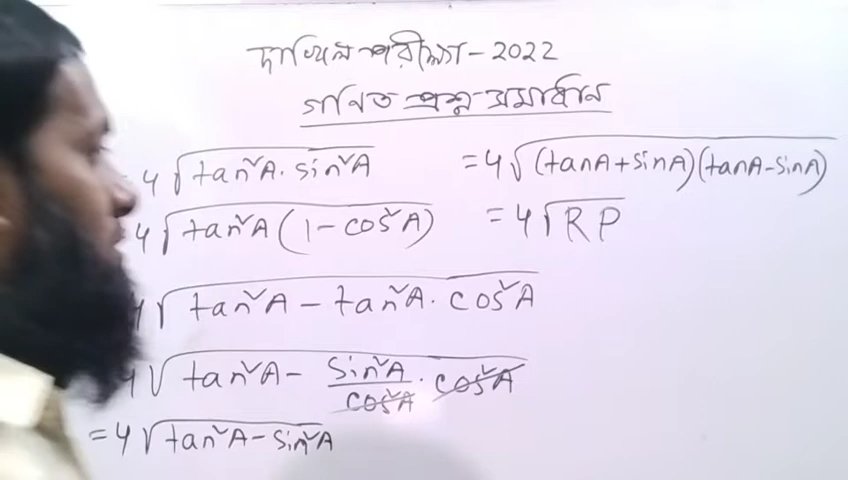 দাখিল পরীক্ষা - 2022
গণিত প্রশ্ন সমাধান
4√(tan²A. sin²A)
4√(tan²A(1 - cos²A))
4√(tan²A - tan²A. cos²A)
4√(tan²A - sin²A/cos²A . cos²A)
= 4√(tan²A - sin²A)
= 4√((tanA+sinA)(tanA-sinA))
= 4√(RP)